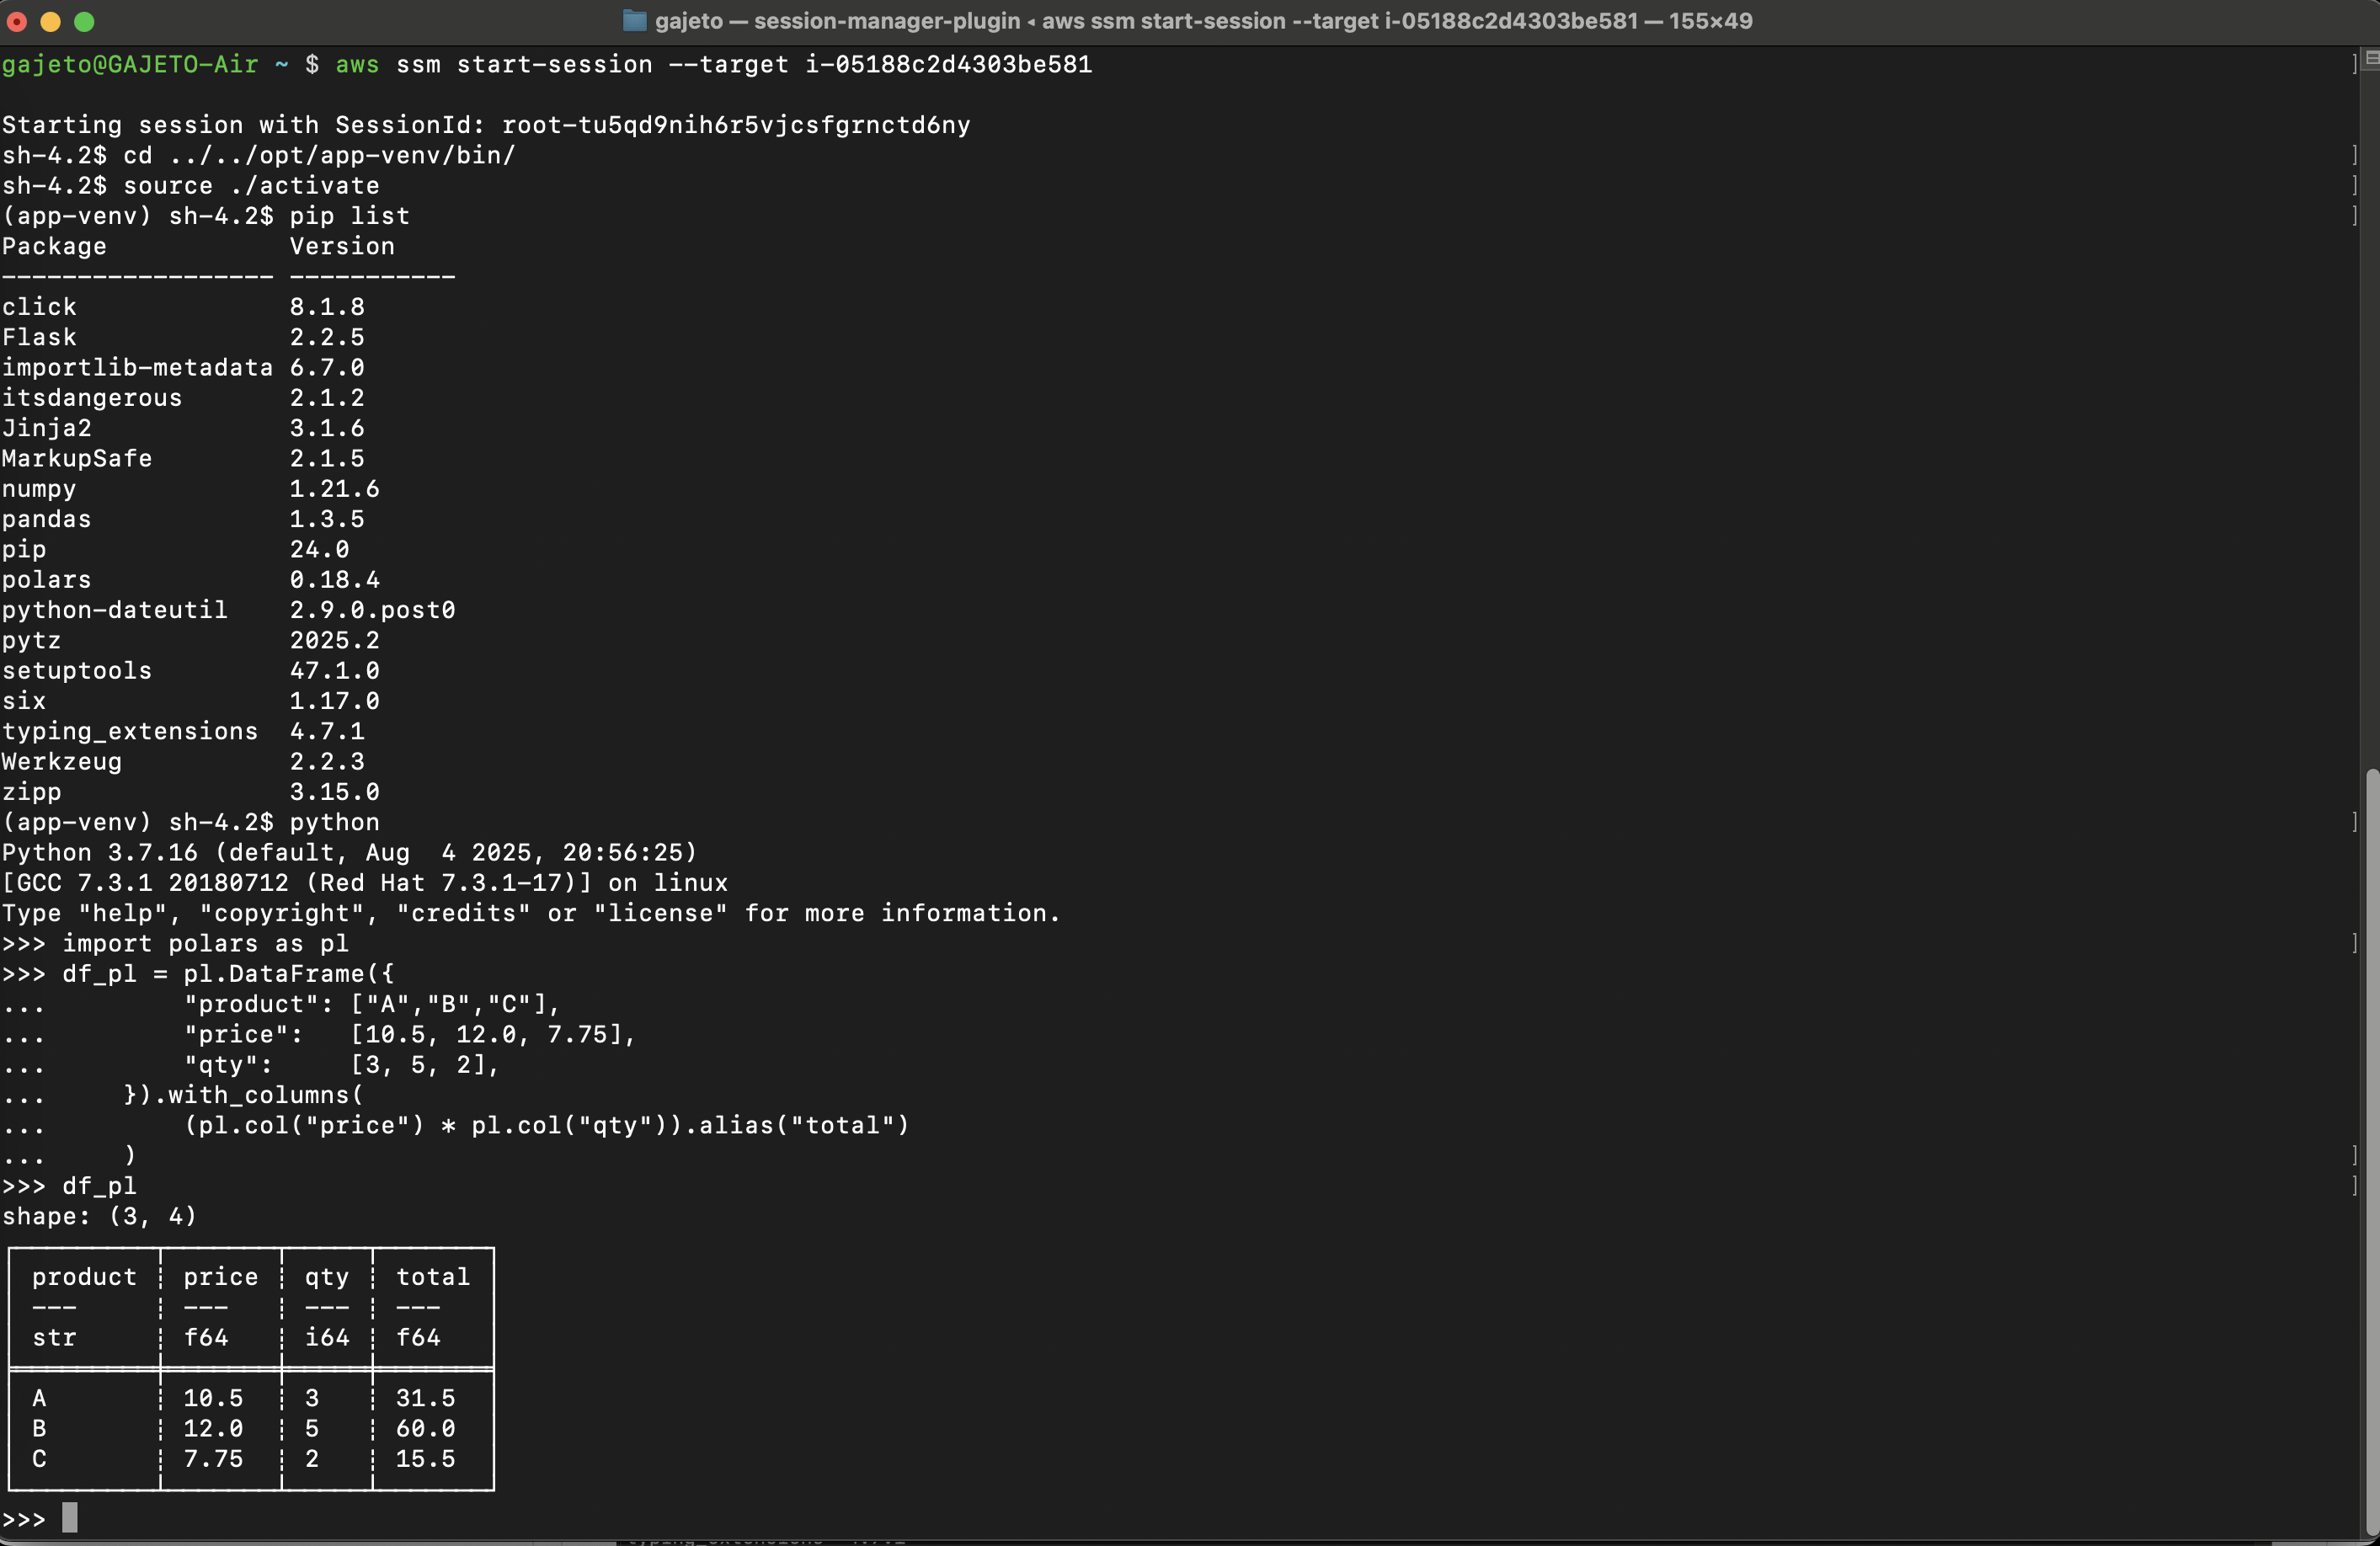 gajeto — session-manager-plugin ◂ aws ssm start-session --target i-05188c2d4303be581 — 155×49
gajeto@GAJETO-Air ~ $ aws ssm start-session --target i-05188c2d4303be581
Starting session with SessionId: root-tu5qd9nih6r5vjcsfgrnctd6ny
sh-4.2$ cd ../../opt/app-venv/bin/
sh-4.2$ source ./activate
(app-venv) sh-4.2$ pip list
Package            Version
------------------ -----------
click              8.1.8
Flask              2.2.5
importlib-metadata 6.7.0
itsdangerous       2.1.2
Jinja2             3.1.6
MarkupSafe         2.1.5
numpy              1.21.6
pandas             1.3.5
pip                24.0
polars             0.18.4
python-dateutil    2.9.0.post0
pytz               2025.2
setuptools         47.1.0
six                1.17.0
typing_extensions  4.7.1
Werkzeug           2.2.3
zipp               3.15.0
(app-venv) sh-4.2$ python
Python 3.7.16 (default, Aug  4 2025, 20:56:25)
[GCC 7.3.1 20180712 (Red Hat 7.3.1-17)] on linux
Type "help", "copyright", "credits" or "license" for more information.
>>> import polars as pl
>>> df_pl = pl.DataFrame({
...         "product": ["A","B","C"],
...         "price":   [10.5, 12.0, 7.75],
...         "qty":     [3, 5, 2],
...     }).with_columns(
...         (pl.col("price") * pl.col("qty")).alias("total")
...     )
>>> df_pl
shape: (3, 4)
product ┆ price ┆ qty ┆ total
--- ┆ --- ┆ --- ┆ ---
str ┆ f64 ┆ i64 ┆ f64
A ┆ 10.5 ┆ 3 ┆ 31.5
B ┆ 12.0 ┆ 5 ┆ 60.0
C ┆ 7.75 ┆ 2 ┆ 15.5
>>>